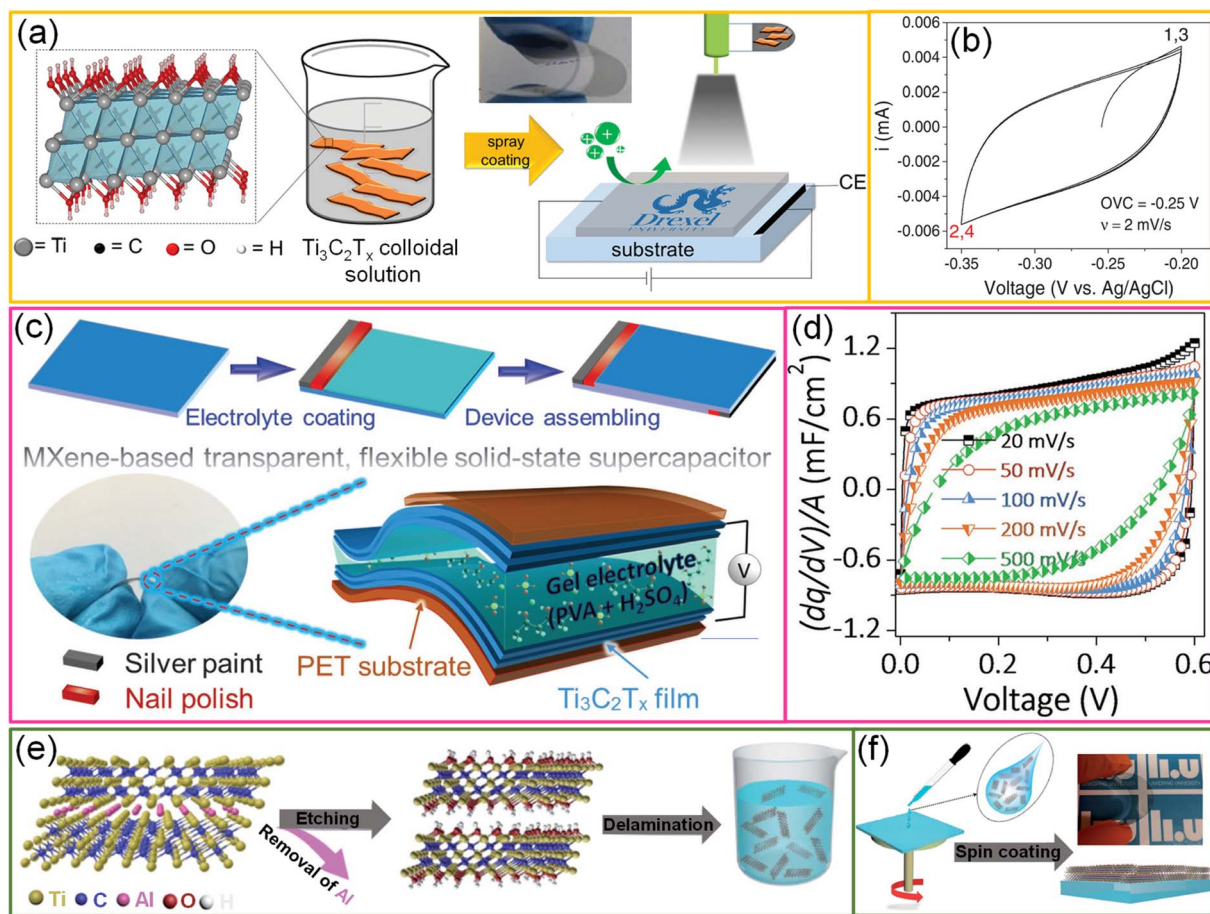 (a)
spray
coating
CE
Drexel
UNIVERSITY
substrate
= Ti = C = O = H
Ti₃C₂Tₓ colloidal
solution
(b)
0.006
0.004
0.002
0.000
-0.002
-0.004
-0.006
i (mA)
1,3
2,4
OVC = -0.25 V
ν = 2 mV/s
-0.35 -0.30 -0.25 -0.20
Voltage (V vs. Ag/AgCl)
(c)
Electrolyte coating
Device assembling
MXene-based transparent, flexible solid-state supercapacitor
Gel electrolyte
(PVA + H₂SO₄)
V
Silver paint
Nail polish
PET substrate
Ti₃C₂Tₓ film
(d)
1.2
0.6
0.0
-0.6
-1.2
(dq/dV)/A (mF/cm²)
20 mV/s
50 mV/s
100 mV/s
200 mV/s
500 mV/s
0.0 0.2 0.4 0.6
Voltage (V)
(e)
Etching
Removal of Al
Delamination
Ti C Al O H
(f)
Spin coating
li.u